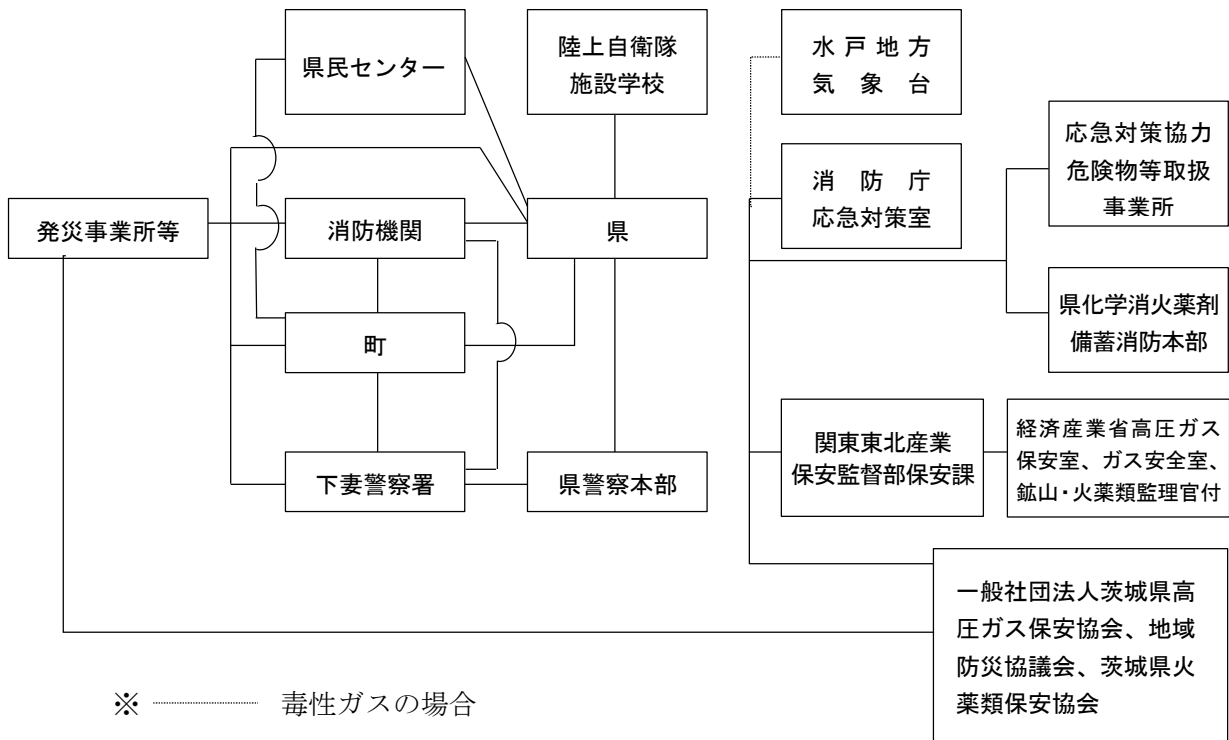 県民センター
陸上自衛隊
施設学校
水戸地方
気象台
応急対策協力
危険物等取扱
事業所
消防庁
応急対策室
発災事業所等
消防機関
県
県化学消火薬剤
備蓄消防本部
町
関東東北産業
保安監督部保安課
経済産業省高圧ガス
保安室、ガス安全室、
鉱山・火薬類監理官付
下妻警察署
県警察本部
一般社団法人茨城県高
圧ガス保安協会、地域
防災協議会、茨城県火
薬類保安協会
※ 毒性ガスの場合